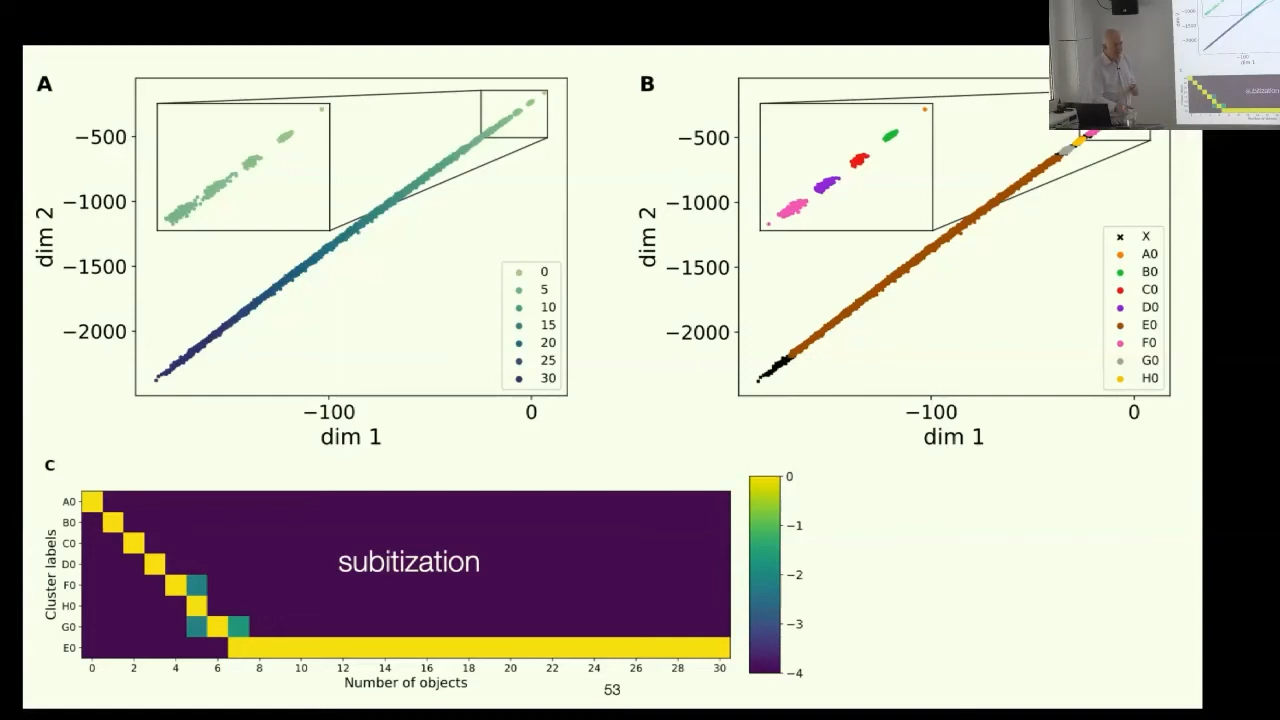 A
−500
−1000
−1500
−2000
dim 2
−100
0
dim 1
0
5
10
15
20
25
30
B
−500
−1000
−1500
−2000
dim 2
−100
0
dim 1
X
A0
B0
C0
D0
E0
F0
G0
H0
C
A0
B0
C0
D0
F0
H0
G0
E0
Cluster labels
subitization
0 2 4 6 8 10 12 14 16 18 20 22 24 26 28 30
Number of objects
0
−1
−2
−3
−4
53
dim 1
subitization